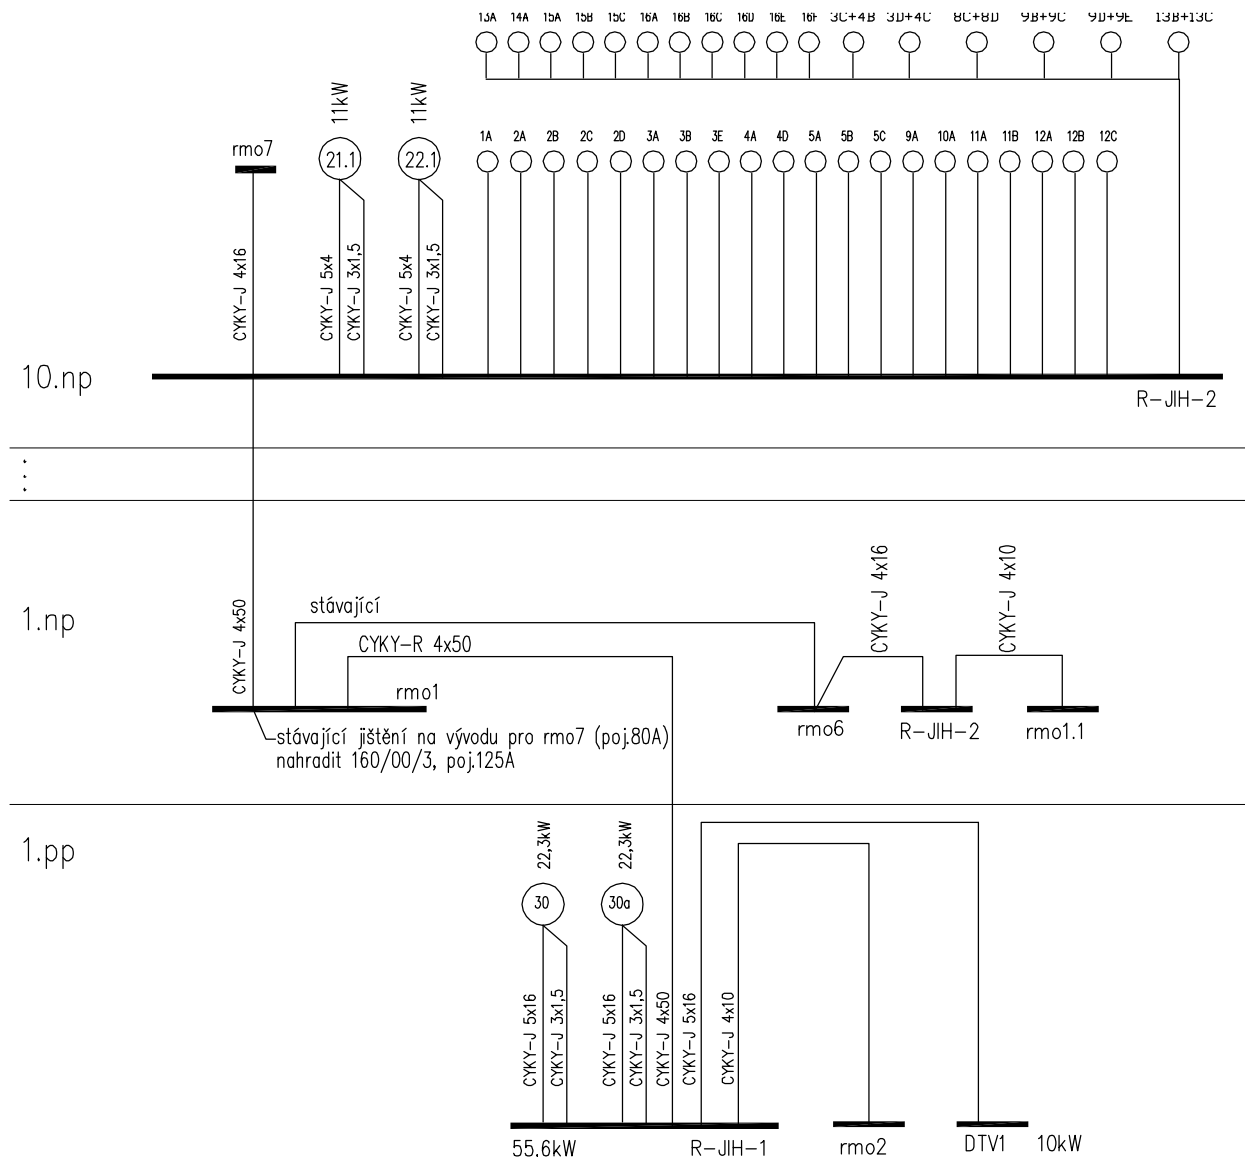 13A 14A 15A 15B 15C 16A 16B 16C 16D 16E 16F 3C+4B 3D+4C 8C+8D 9B+9C 9D+9E 13B+13C
11kW
11kW
1A 2A 2B 2C 2D 3A 3B 3E 4A 4D 5A 5B 5C 9A 10A 11A 11B 12A 12B 12C
rmo7
21.1
22.1
CYKY-J 4x16
CYKY-J 5x4
CYKY-J 3x1,5
CYKY-J 5x4
CYKY-J 3x1,5
10.np
R-JIH-2
1.np
CYKY-J 4x50
stávající
CYKY-R 4x50
CYKY-J 4x16
CYKY-J 4x10
rmo1
rmo6
R-JIH-2
rmo1.1
stávající jištění na vývodu pro rmo7 (poj.80A)
nahradit 160/00/3, poj.125A
1.pp
22,3kW
22,3kW
30
30a
CYKY-J 5x16
CYKY-J 3x1,5
CYKY-J 5x16
CYKY-J 3x1,5
CYKY-J 4x50
CYKY-J 5x16
CYKY-J 4x10
55.6kW
R-JIH-1
rmo2
DTV1
10kW